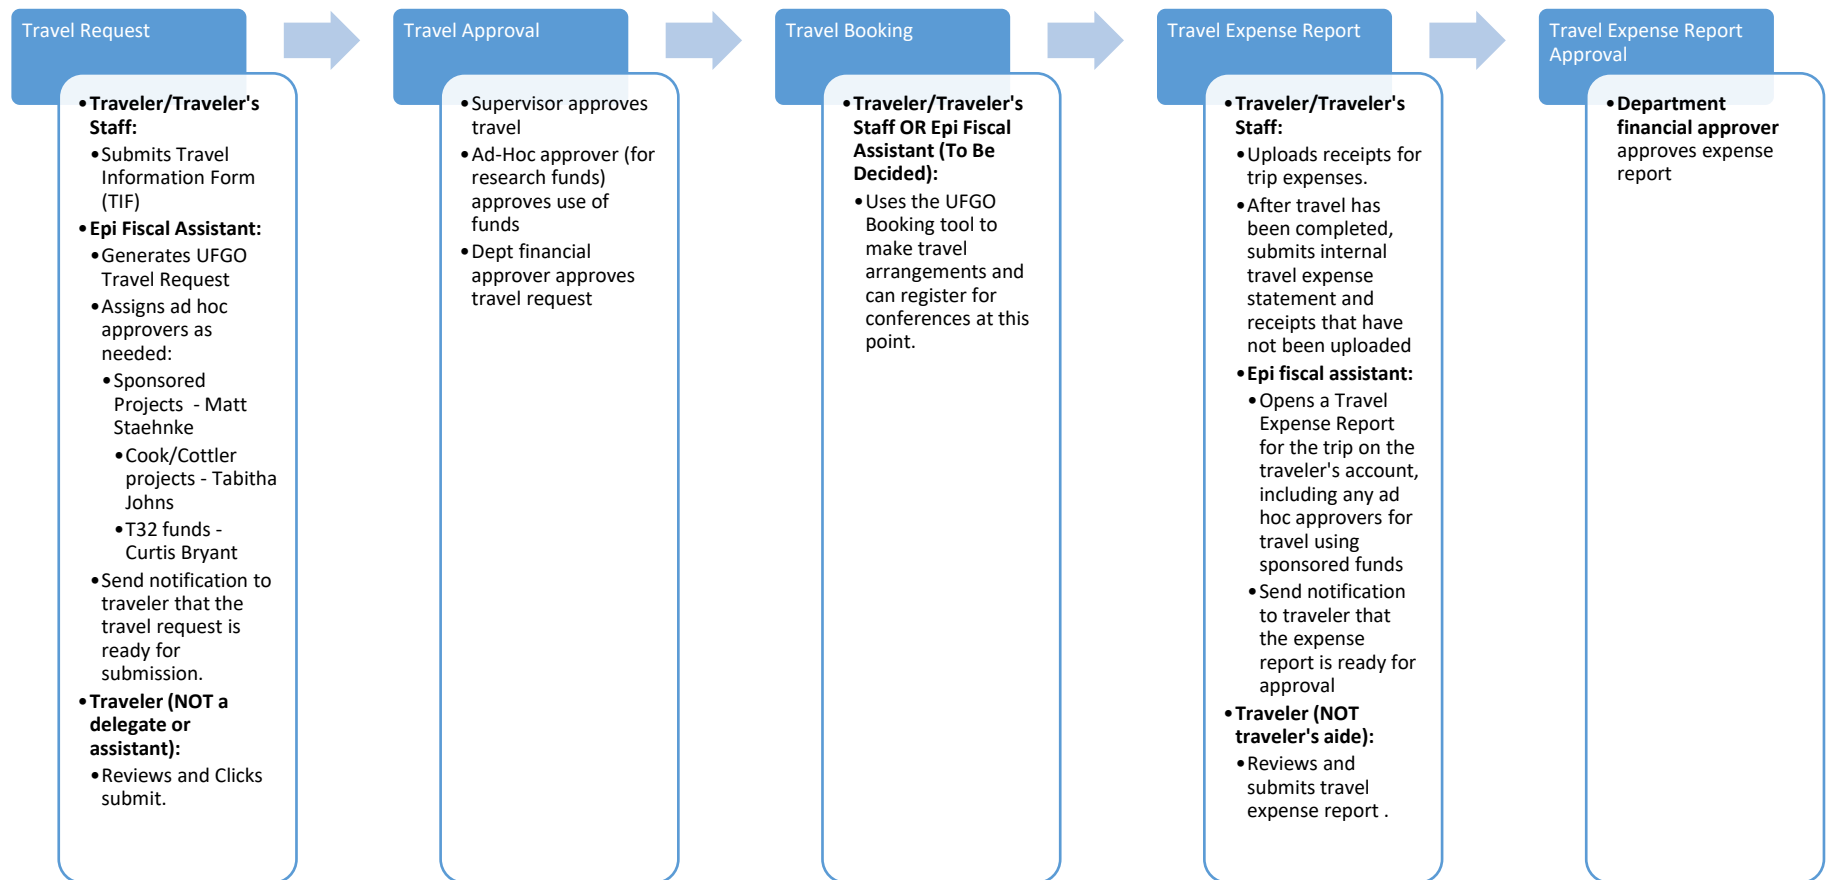 Travel Request
•Traveler/Traveler's
Staff:
•Submits Travel
Information Form
(TIF)
•Epi Fiscal Assistant:
•Generates UFGO
Travel Request
•Assigns ad hoc
approvers as
needed:
•Sponsored
Projects  - Matt
Staehnke
•Cook/Cottler
projects - Tabitha
Johns
•T32 funds -
Curtis Bryant
•Send notification to
traveler that the
travel request is
ready for
submission.
•Traveler (NOT a
delegate or
assistant):
•Reviews and Clicks
submit.
Travel Approval
•Supervisor approves
travel
•Ad-Hoc approver (for
research funds)
approves use of
funds
•Dept financial
approver approves
travel request
Travel Booking
•Traveler/Traveler's
Staff OR Epi Fiscal
Assistant (To Be
Decided):
•Uses the UFGO
Booking tool to
make travel
arrangements and
can register for
conferences at this
point.
Travel Expense Report
•Traveler/Traveler's
Staff:
•Uploads receipts for
trip expenses.
•After travel has
been completed,
submits internal
travel expense
statement and
receipts that have
not been uploaded
•Epi fiscal assistant:
•Opens a Travel
Expense Report
for the trip on the
traveler's account,
including any ad
hoc approvers for
travel using
sponsored funds
•Send notification
to traveler that
the expense
report is ready for
approval
•Traveler (NOT
traveler's aide):
•Reviews and
submits travel
expense report .
Travel Expense Report
Approval
•Department
financial approver
approves expense
report